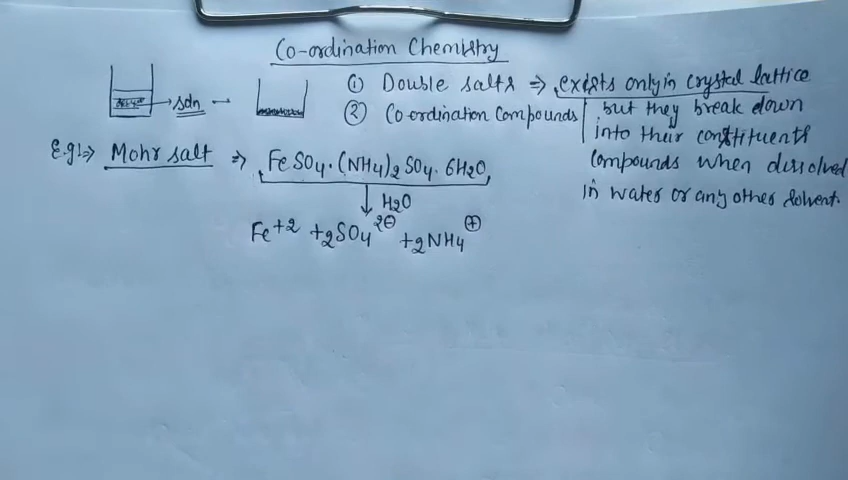 Co-ordination Chemistry
→ soln
① Double salts ⇒ exists only in crystal lattice
but they break down
into their constituents
compounds when dissolved
in water or any other solvent.
② Co-ordination Compounds
E.g1⇒ Mohr salt ⇒ FeSO₄·(NH₄)₂SO₄·6H₂O
H₂O
Fe⁺² + 2SO₄²⊖ + 2NH₄⊕